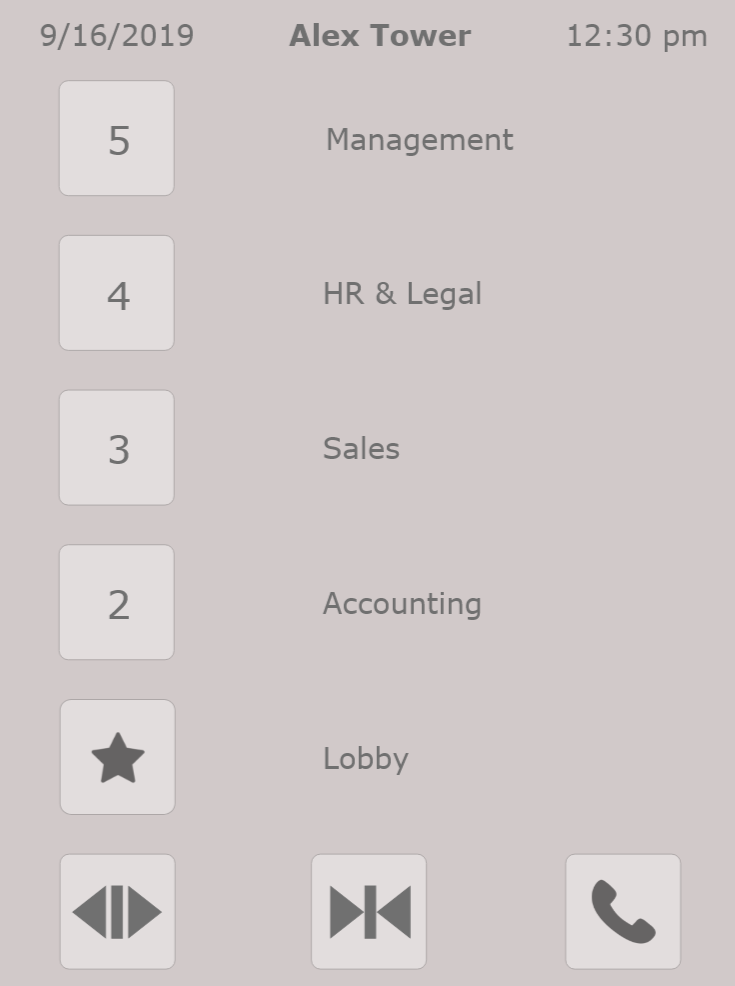 9/16/2019 Alex Tower 12:30 pm
5 Management
4 HR & Legal
3 Sales
2 Accounting
Lobby